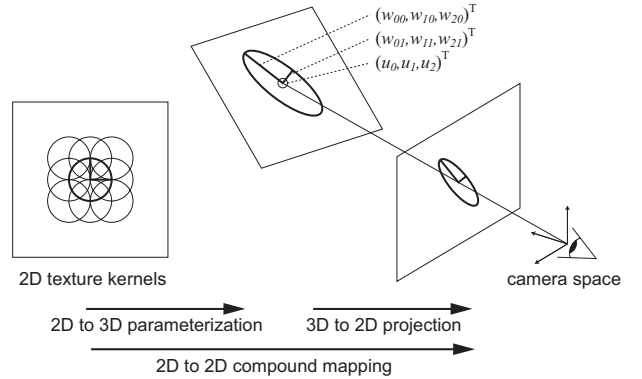 (w₀₀,w₁₀,w₂₀)ᵀ
(w₀₁,w₁₁,w₂₁)ᵀ
(u₀,u₁,u₂)ᵀ
2D texture kernels
camera space
2D to 3D parameterization
3D to 2D projection
2D to 2D compound mapping